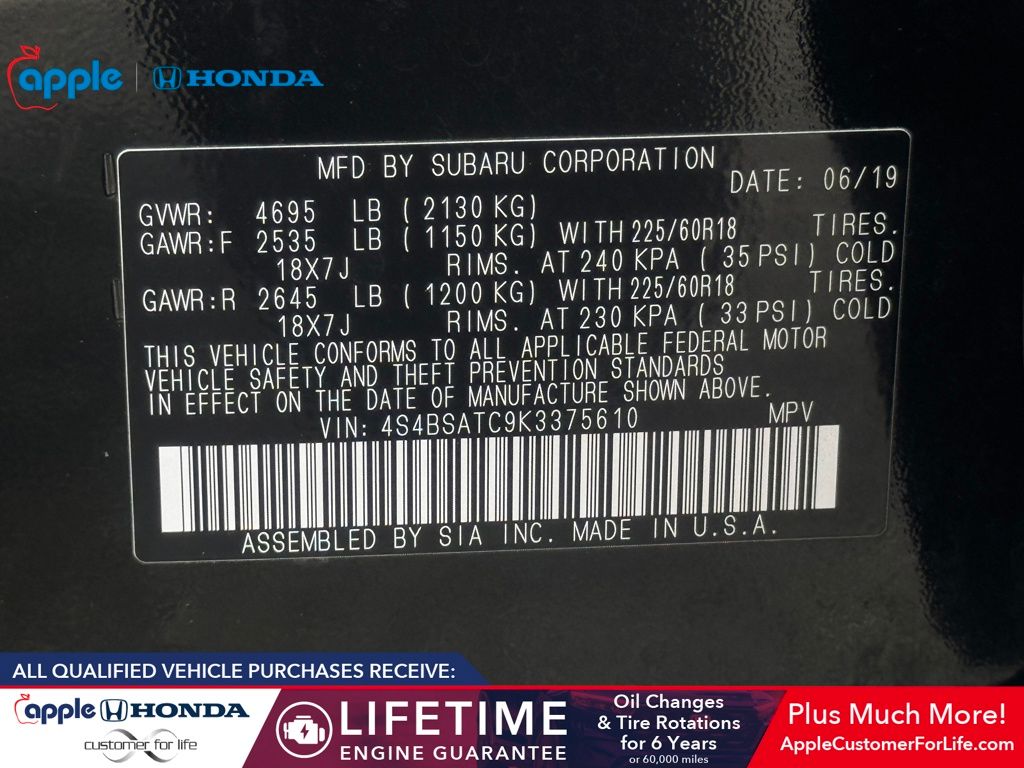 apple HONDA
MFD BY SUBARU CORPORATION
DATE: 06/19
GVWR: 4695 LB ( 2130 KG)
GAWR:F 2535 LB ( 1150 KG) WITH 225/60R18 TIRES.
18X7J RIMS. AT 240 KPA ( 35 PSI) COLD
GAWR:R 2645 LB ( 1200 KG) WITH 225/60R18 TIRES.
18X7J RIMS. AT 230 KPA ( 33 PSI) COLD
THIS VEHICLE CONFORMS TO ALL APPLICABLE FEDERAL MOTOR
VEHICLE SAFETY AND THEFT PREVENTION STANDARDS
IN EFFECT ON THE DATE OF MANUFACTURE SHOWN ABOVE.
VIN: 4S4BSATC9K3375610 MPV
ASSEMBLED BY SIA INC. MADE IN U.S.A.
ALL QUALIFIED VEHICLE PURCHASES RECEIVE:
apple HONDA
customer for life
LIFETIME
ENGINE GUARANTEE
Oil Changes
& Tire Rotations
for 6 Years
or 60,000 miles
Plus Much More!
AppleCustomerForLife.com